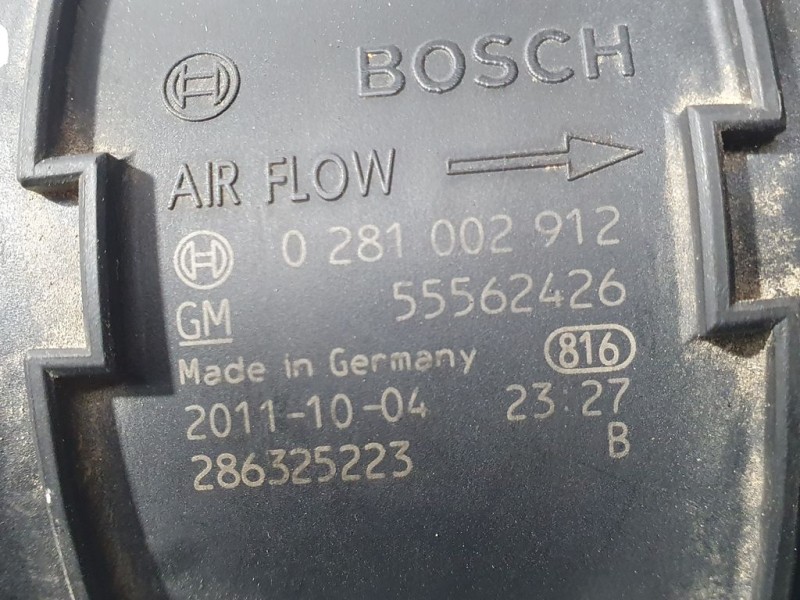 BOSCH
AIR FLOW
0 281 002 912
GM 55562426
Made in Germany 816
2011-10-04 23:27
286325223 B